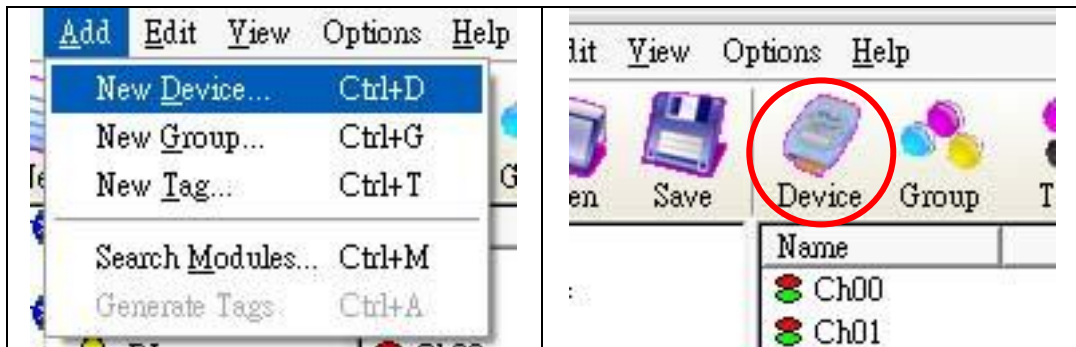 Add Edit View Options Help
New Device... Ctrl+D
New Group... Ctrl+G
New Tag... Ctrl+T
Search Modules... Ctrl+M
Generate Tags Ctrl+A
View Options Help
Save Device Group
Name
Ch00
Ch01